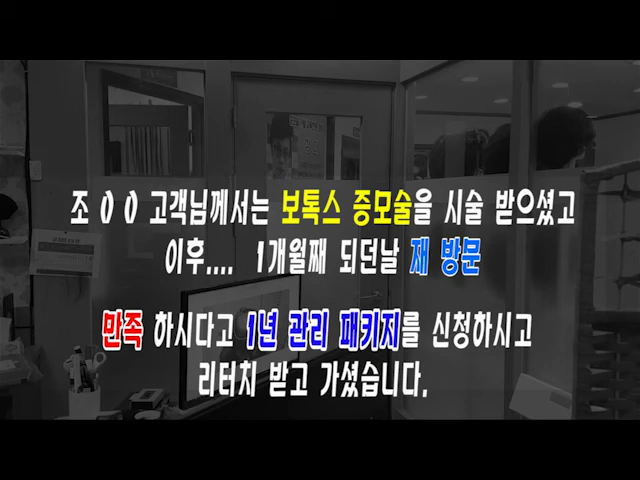 조 O O 고객님께서는 보톡스 증모술을 시술 받으셨고
이후.... 1개월째 되던날 재 방문
만족 하시다고 1년 관리 패키지를 신청하시고
리터치 받고 가셨습니다.